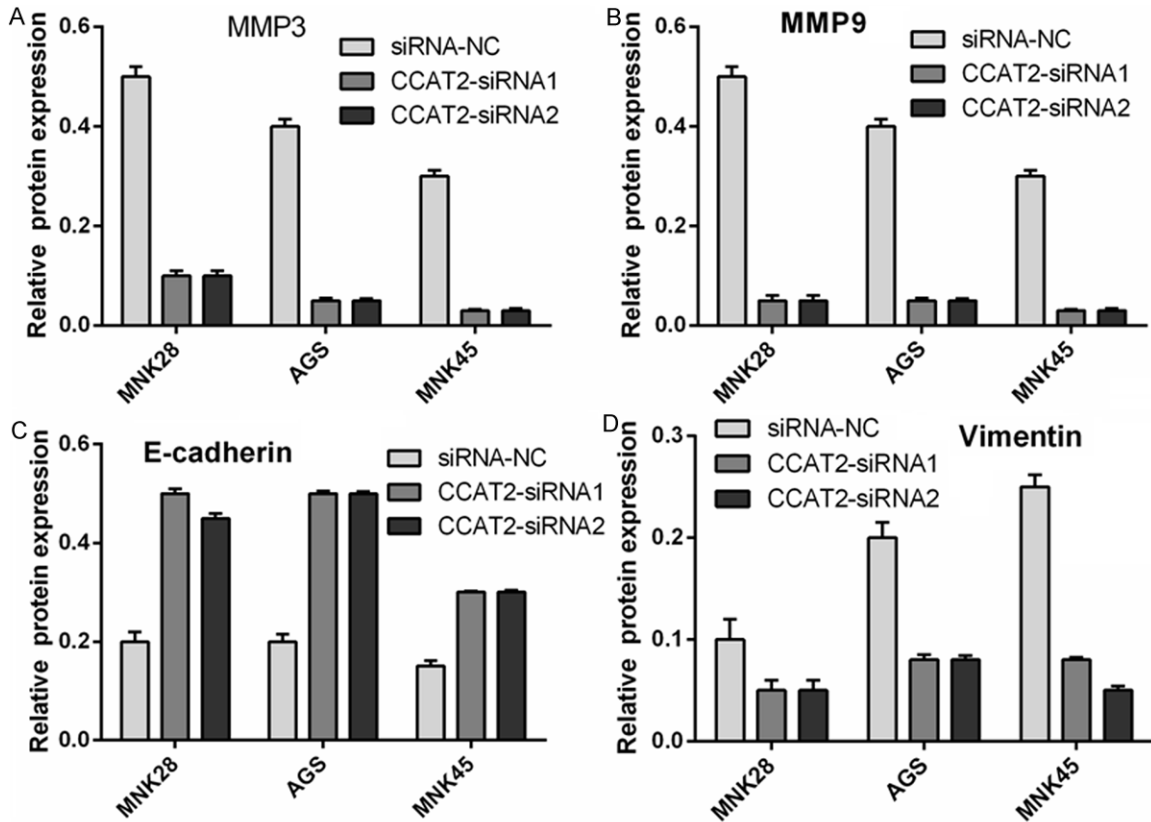 A
MMP3
siRNA-NC
CCAT2-siRNA1
CCAT2-siRNA2
Relative protein expression
0.6
0.4
0.2
0.0
MNK28
AGS
MNK45
B
MMP9
siRNA-NC
CCAT2-siRNA1
CCAT2-siRNA2
Relative protein expression
0.6
0.4
0.2
0.0
MNK28
AGS
MNK45
C
E-cadherin
siRNA-NC
CCAT2-siRNA1
CCAT2-siRNA2
Relative protein expression
0.6
0.4
0.2
0.0
MNK28
AGS
MNK45
D
Vimentin
siRNA-NC
CCAT2-siRNA1
CCAT2-siRNA2
Relative protein expression
0.3
0.2
0.1
0.0
MNK28
AGS
MNK45